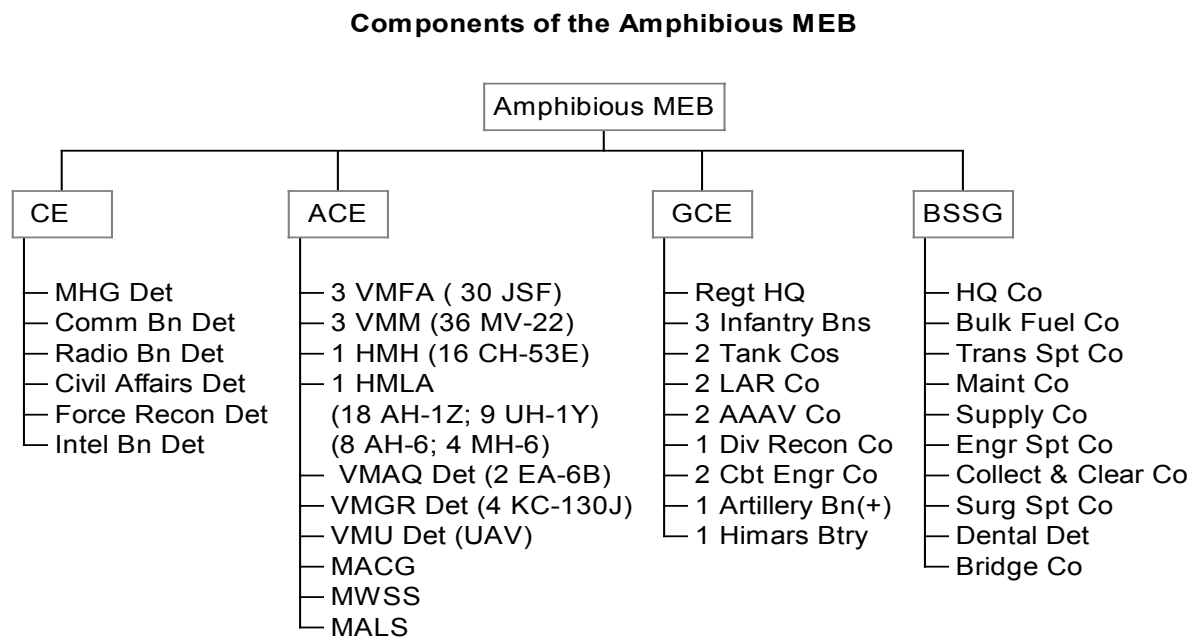 Components of the Amphibious MEB
Amphibious MEB
CE
MHG Det
Comm Bn Det
Radio Bn Det
Civil Affairs Det
Force Recon Det
Intel Bn Det
ACE
3 VMFA ( 30 JSF)
3 VMM (36 MV-22)
1 HMH (16 CH-53E)
1 HMLA
(18 AH-1Z; 9 UH-1Y)
(8 AH-6; 4 MH-6)
VMAQ Det (2 EA-6B)
VMGR Det (4 KC-130J)
VMU Det (UAV)
MACG
MWSS
MALS
GCE
Regt HQ
3 Infantry Bns
2 Tank Cos
2 LAR Co
2 AAAV Co
1 Div Recon Co
2 Cbt Engr Co
1 Artillery Bn(+)
1 Himars Btry
BSSG
HQ Co
Bulk Fuel Co
Trans Spt Co
Maint Co
Supply Co
Engr Spt Co
Collect & Clear Co
Surg Spt Co
Dental Det
Bridge Co